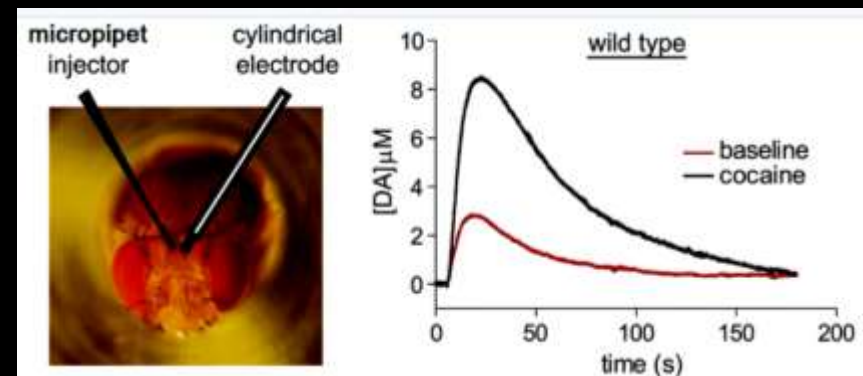 micropipet
injector
cylindrical
electrode
wild type
[DA]μM
10
8
6
4
2
0
baseline
cocaine
0 50 100 150 200
time (s)